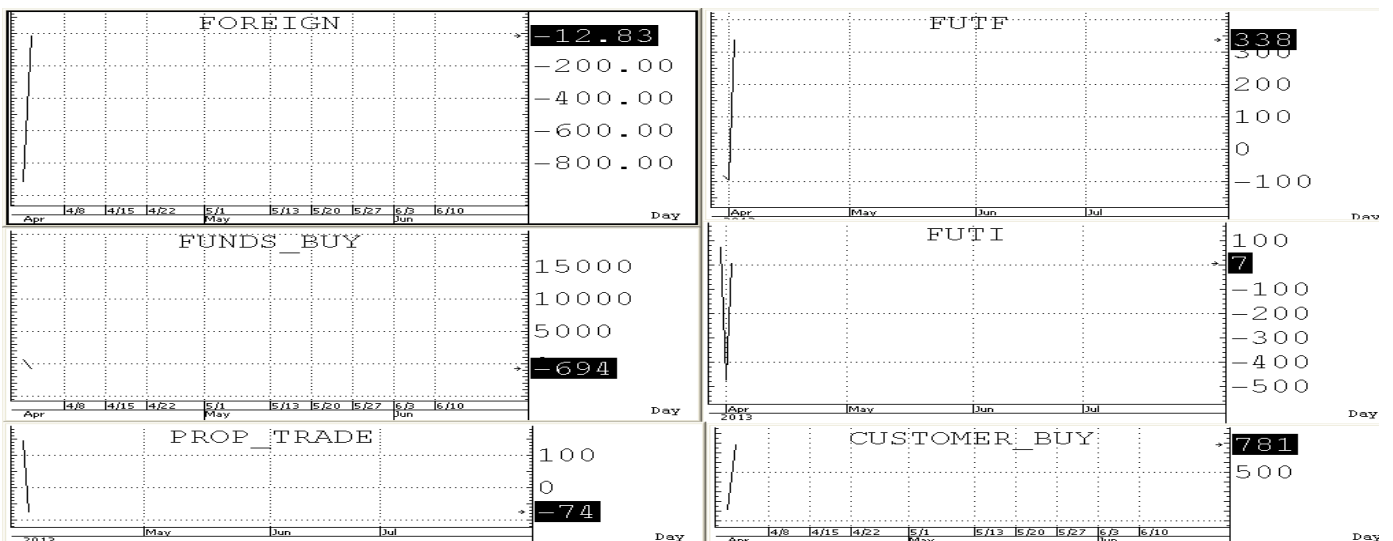 FOREIGN
-12.83
-200.00
-400.00
-600.00
-800.00
4/8 4/15 4/22 5/1 5/13 5/20 5/27 6/3 6/10
Apr May Jun
Day
FUTF
338
300
200
100
0
-100
Apr May Jun Jul
2013
Day
FUNDS_BUY
15000
10000
5000
-694
4/8 4/15 4/22 5/1 5/13 5/20 5/27 6/3 6/10
Apr May Jun
Day
FUTI
100
7
-100
-200
-300
-400
-500
Apr May Jun Jul
2013
Day
PROP_TRADE
100
0
-74
May Jun Jul
2013
Day
CUSTOMER_BUY
781
500
4/8 4/15 4/22 5/1 5/13 5/20 5/27 6/3 6/10
Apr May Jun
Day